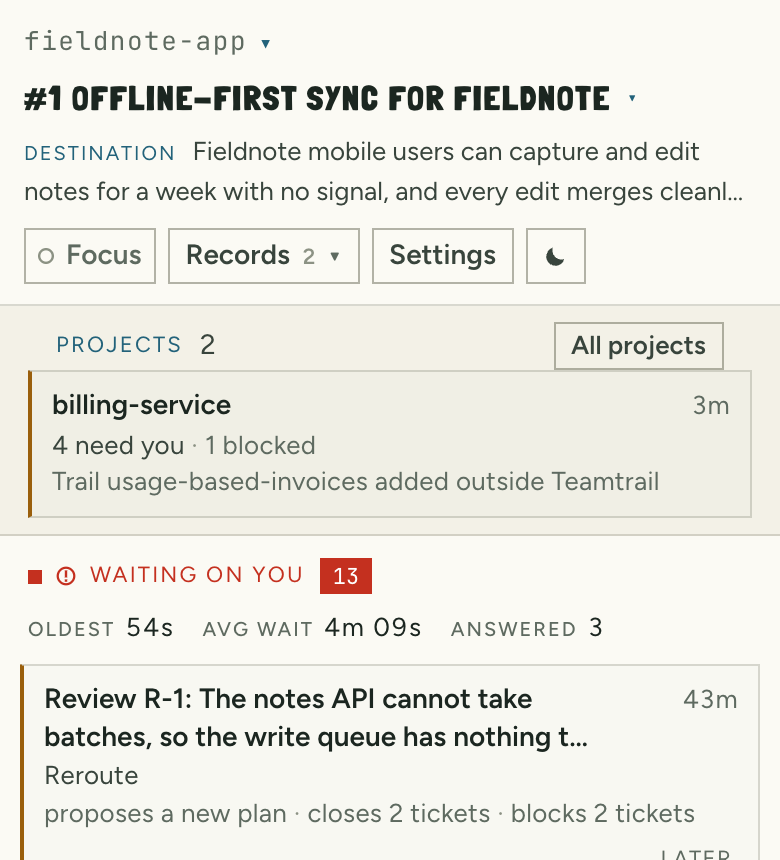 fieldnote-app ▾
#1 OFFLINE-FIRST SYNC FOR FIELDNOTE ▾
DESTINATION Fieldnote mobile users can capture and edit
notes for a week with no signal, and every edit merges cleanl...
Focus Records 2 ▾ Settings
PROJECTS 2 All projects
billing-service 3m
4 need you · 1 blocked
Trail usage-based-invoices added outside Teamtrail
WAITING ON YOU 13
OLDEST 54s AVG WAIT 4m 09s ANSWERED 3
Review R-1: The notes API cannot take 43m
batches, so the write queue has nothing t...
Reroute
proposes a new plan · closes 2 tickets · blocks 2 tickets
LATER